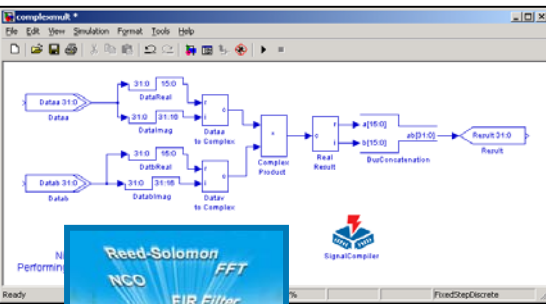 complexmult *
File Edit View Simulation Format Tools Help
31:0 15:0
DataReal
Dataa 31:0
Dataa
31:0 31:16
DataImag
r
i
c
Dataa
to Complex
31:0 15:0
DatbReal
Datab 31:0
Datab
31:0 31:16
DatbImag
r
i
c
Datav
to Complex
Complex
Product
c
r
i
Real
Result
a[15:0]
b[15:0]
ab[31:0]
BusConcatenation
Result 31:0
Result
SignalCompiler
Performing
Reed-Solomon
FFT
NCO
FIR Filter
Ready
%
FixedStepDiscrete